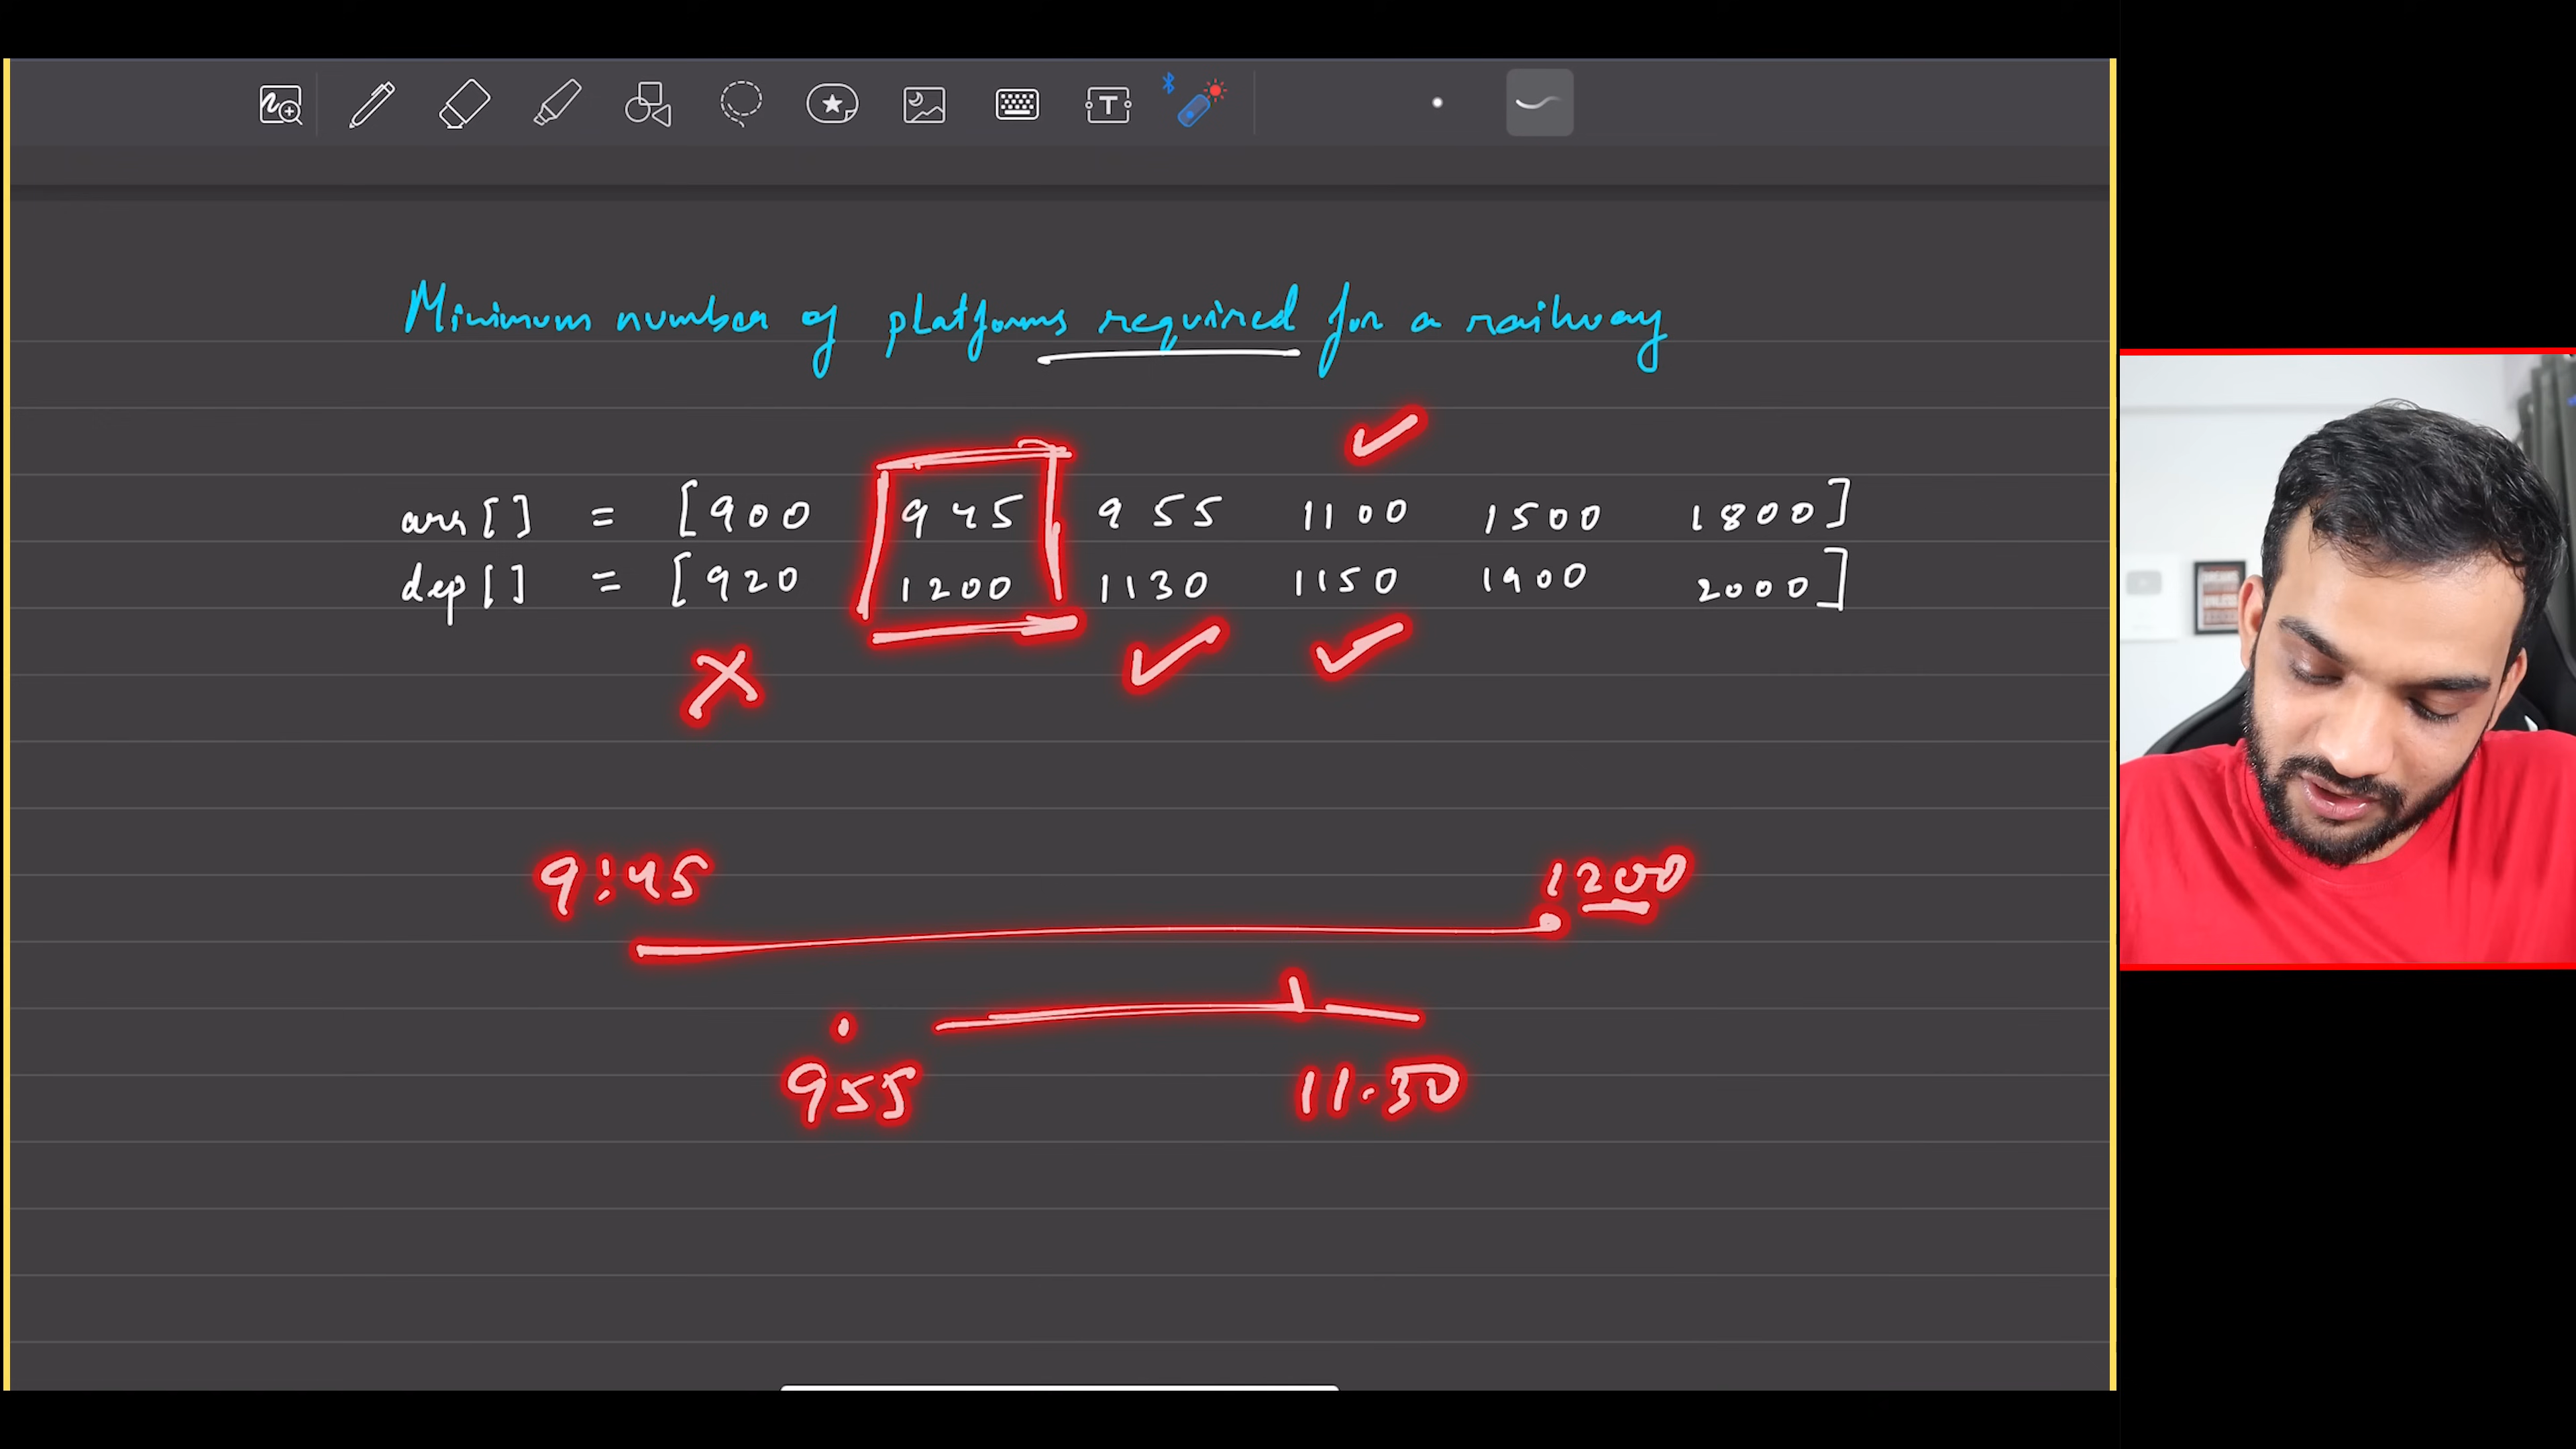 Minimum number of platforms required for a railway
arr[] = [900 945 955 1100 1500 1800]
dep[] = [920 1200 1130 1150 1900 2000]
9:45 1200
955 11.30